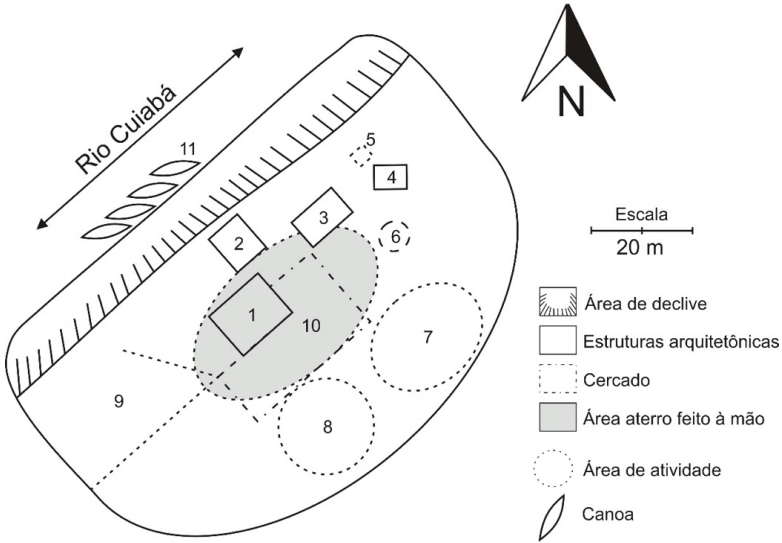 N
Rio Cuiabá
11
5
4
3
6
2
1
10
7
9
8
Escala
20 m
Área de declive
Estruturas arquitetônicas
Cercado
Área aterro feito à mão
Área de atividade
Canoa